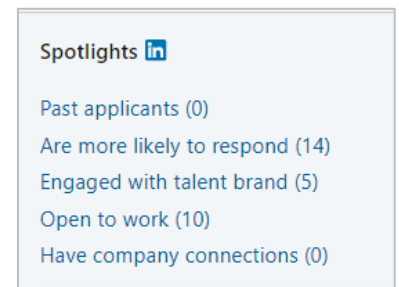 Spotlights in
Past applicants (0)
Are more likely to respond (14)
Engaged with talent brand (5)
Open to work (10)
Have company connections (0)